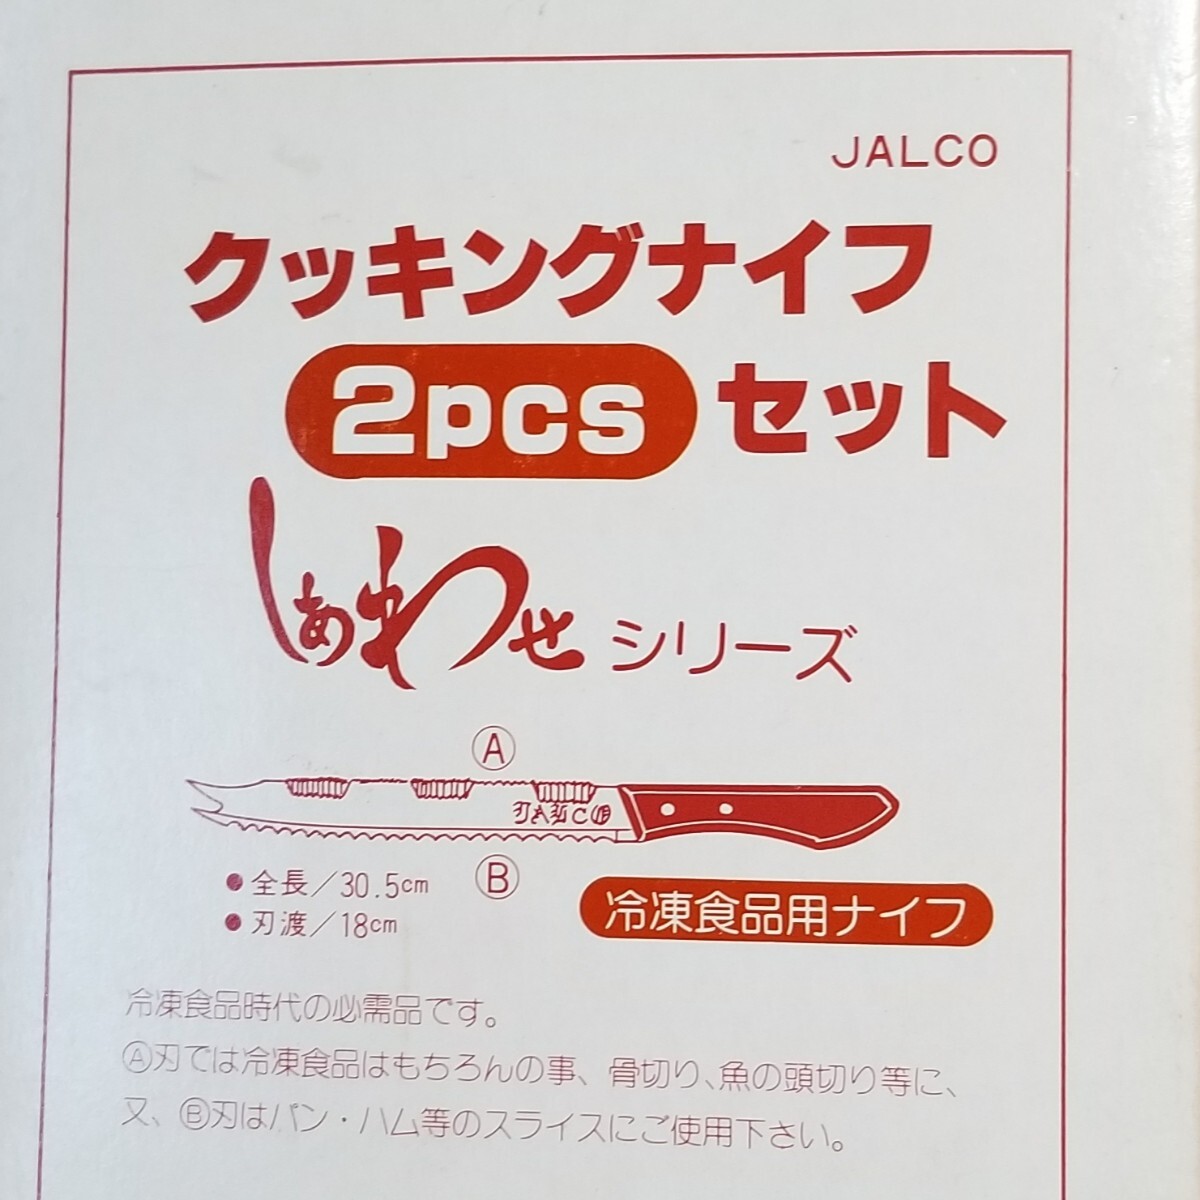 JALCO
クッキングナイフ
2pcs セット
しあわせ シリーズ
Ⓐ
JALCO
Ⓑ
●全長/30.5cm
●刃渡/18cm
冷凍食品用ナイフ
冷凍食品時代の必需品です。
Ⓐ刃では冷凍食品はもちろんの事、骨切り、魚の頭切り等に、
又、Ⓑ刃はパン・ハム等のスライスにご使用下さい。